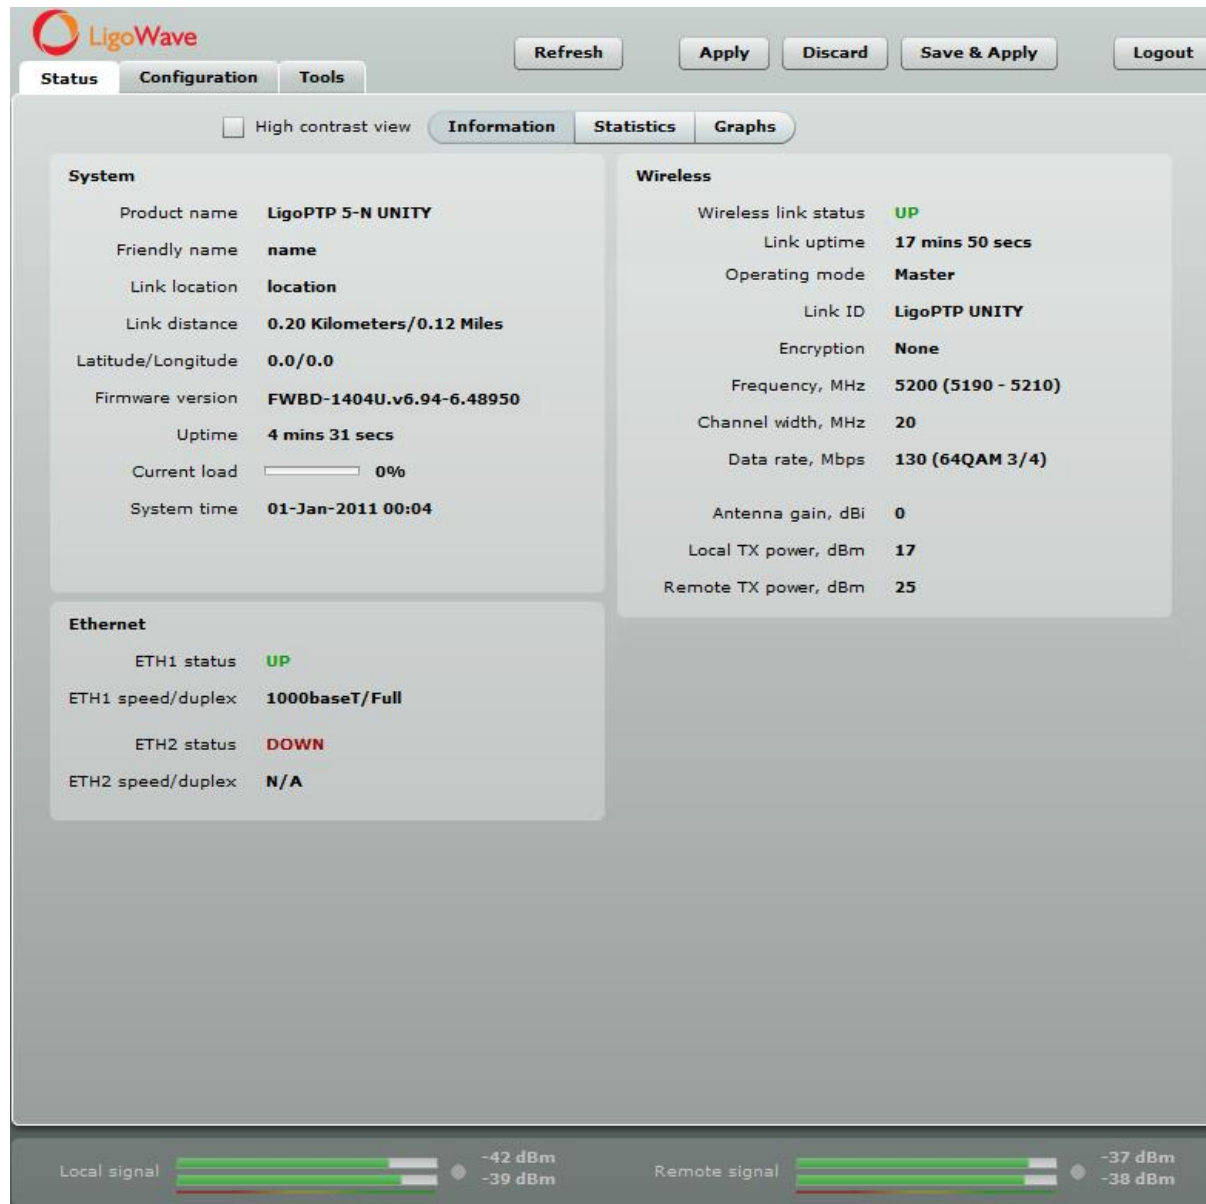 LigoWave
Refresh Apply Discard Save & Apply Logout
Status Configuration Tools
High contrast view Information Statistics Graphs
System
Product name LigoPTP 5-N UNITY
Friendly name name
Link location location
Link distance 0.20 Kilometers/0.12 Miles
Latitude/Longitude 0.0/0.0
Firmware version FWBD-1404U.v6.94-6.48950
Uptime 4 mins 31 secs
Current load 0%
System time 01-Jan-2011 00:04
Wireless
Wireless link status UP
Link uptime 17 mins 50 secs
Operating mode Master
Link ID LigoPTP UNITY
Encryption None
Frequency, MHz 5200 (5190 - 5210)
Channel width, MHz 20
Data rate, Mbps 130 (64QAM 3/4)
Antenna gain, dBi 0
Local TX power, dBm 17
Remote TX power, dBm 25
Ethernet
ETH1 status UP
ETH1 speed/duplex 1000baseT/Full
ETH2 status DOWN
ETH2 speed/duplex N/A
Local signal -42 dBm
-39 dBm
Remote signal -37 dBm
-38 dBm